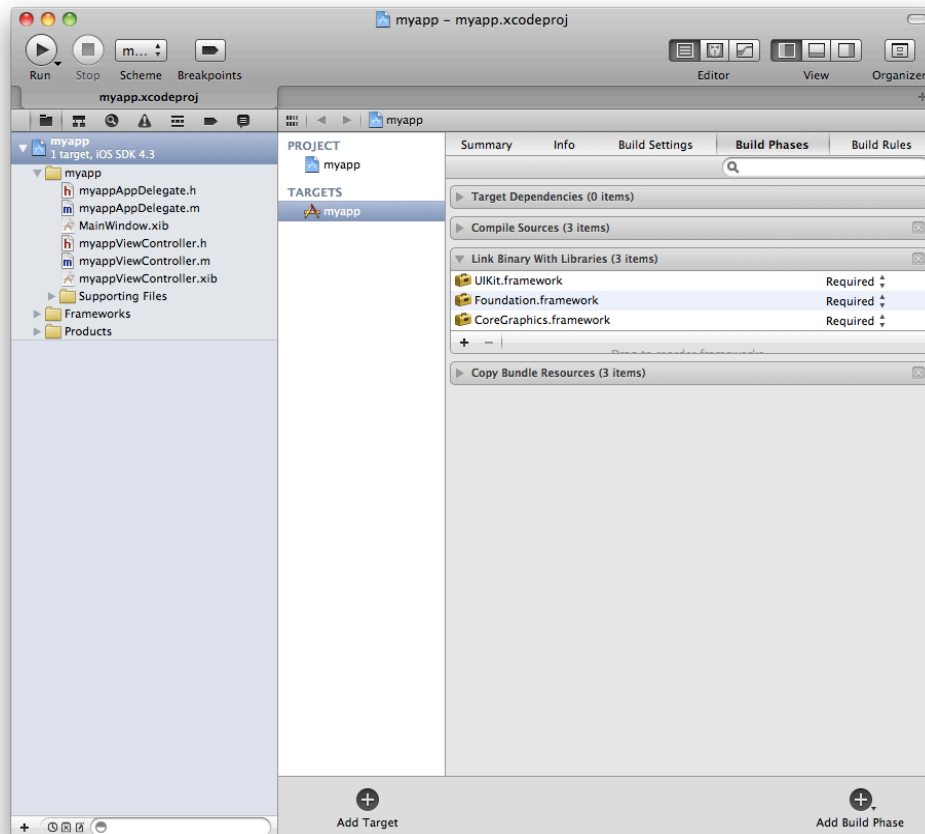 myapp – myapp.xcodeproj
m...
Run Stop Scheme Breakpoints Editor View Organizer
myapp.xcodeproj
myapp
myapp
1 target, iOS SDK 4.3
myapp
h myappAppDelegate.h
m myappAppDelegate.m
MainWindow.xib
h myappViewController.h
m myappViewController.m
myappViewController.xib
Supporting Files
Frameworks
Products
PROJECT
myapp
TARGETS
myapp
Summary Info Build Settings Build Phases Build Rules
Target Dependencies (0 items)
Compile Sources (3 items)
Link Binary With Libraries (3 items)
UIKit.framework Required
Foundation.framework Required
CoreGraphics.framework Required
Drag to reorder frameworks
Copy Bundle Resources (3 items)
Add Target Add Build Phase